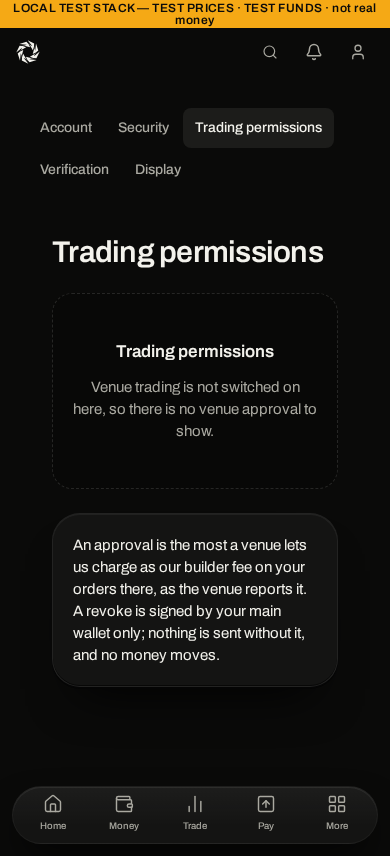 LOCAL TEST STACK — TEST PRICES · TEST FUNDS · not real
money
Account
Security
Trading permissions
Verification
Display
Trading permissions
Trading permissions
Venue trading is not switched on
here, so there is no venue approval to
show.
An approval is the most a venue lets
us charge as our builder fee on your
orders there, as the venue reports it.
A revoke is signed by your main
wallet only; nothing is sent without it,
and no money moves.
Home
Money
Trade
Pay
More